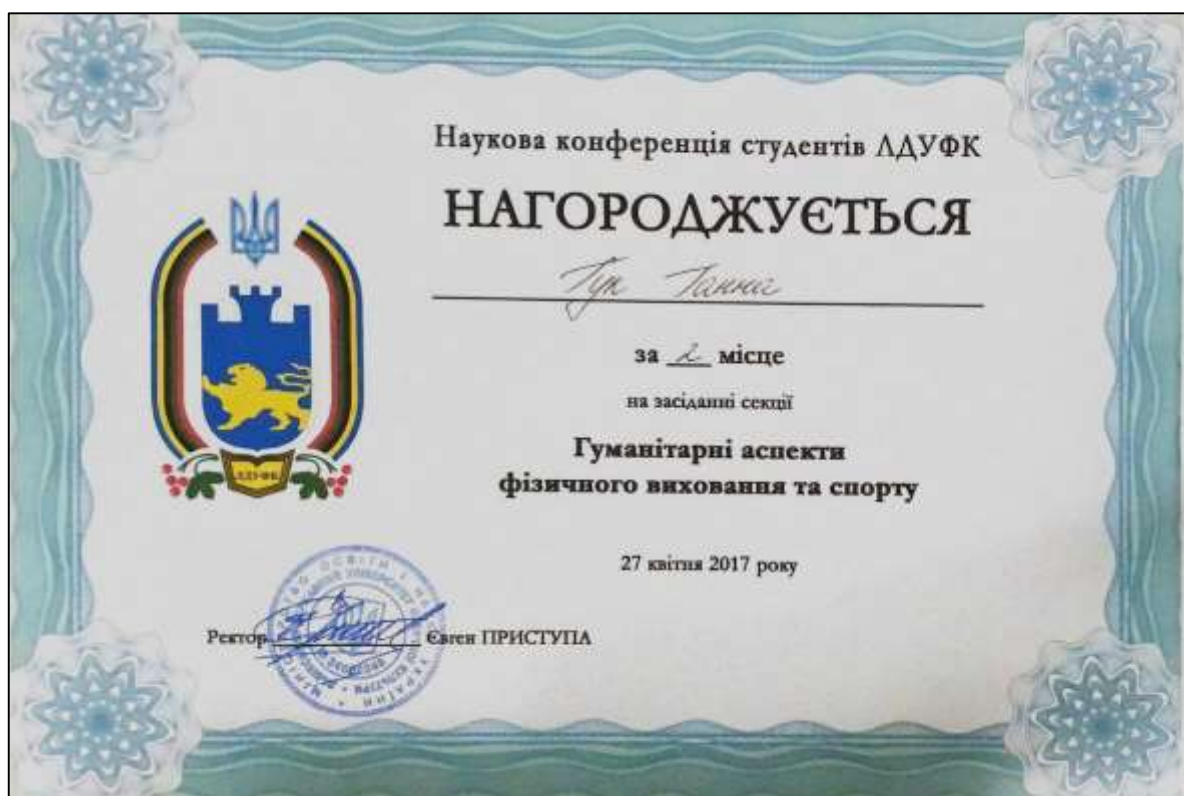 Наукова конференція студентів ЛДУФК
НАГОРОДЖУЄТЬСЯ
Гук Ганна
за 2 місце
на засіданні секції
Гуманітарні аспекти
фізичного виховання та спорту
27 квітня 2017 року
Ректор Євген ПРИСТУПА
ЛДУФК